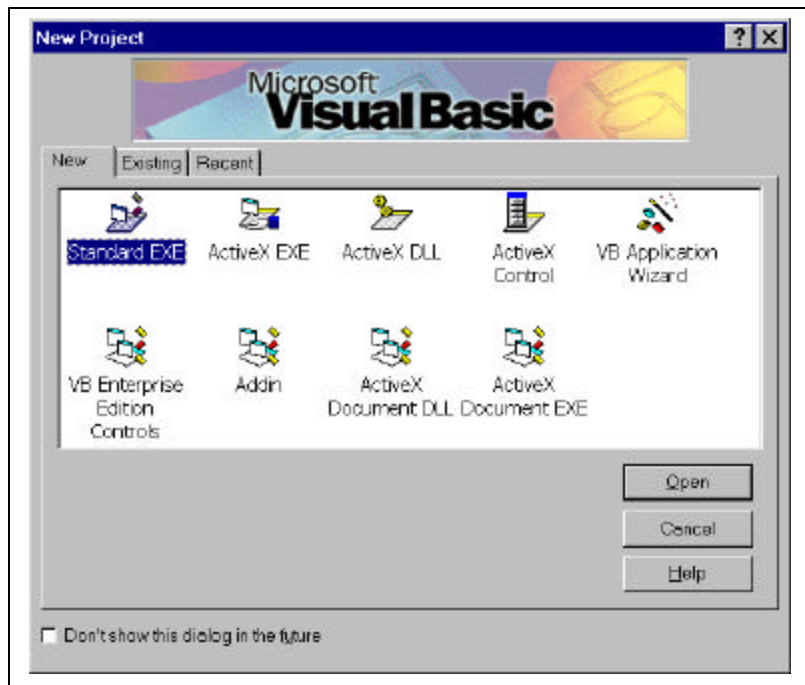 New Project
Microsoft
Visual Basic
New Existing Recent
Standard EXE
ActiveX EXE
ActiveX DLL
ActiveX
Control
VB Application
Wizard
VB Enterprise
Edition
Controls
Addin
ActiveX
Document DLL
ActiveX
Document EXE
Open
Cancel
Help
Don't show this dialog in the future